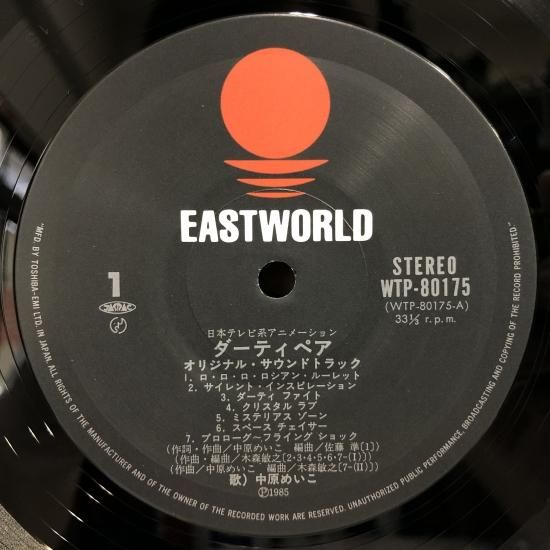 EASTWORLD
1
STEREO
WTP-80175
(WTP-80175-A)
33⅓ r.p.m.
日本テレビ系アニメーション
ダーティペア
オリジナル・サウンドトラック
1. ロ・ロ・ロ・ロシアン・ルーレット
2. サイレント・インスピレーション
3. ダーティ ファイト
4. クリスタル ラブ
5. ミステリアス ゾーン
6. スペース チェイサー
7. プロローグ〜フライング ショック
(作詞・作曲/中原めいこ 編曲/佐藤 準[1])
(作曲・編曲/木森敏之[2・3・4・5・6・7-(I)])
(作曲/中原めいこ 編曲/木森敏之[7-(II)])
歌)中原めいこ
Ⓟ1985
"MFD. BY TOSHIBA-EMI LTD. IN JAPAN. ALL RIGHTS OF THE MANUFACTURER AND OF THE OWNER OF THE RECORDED WORK RESERVED. UNAUTHORIZED PUBLIC PERFORMANCE, BROADCASTING AND COPYING OF THE RECORD PROHIBITED."